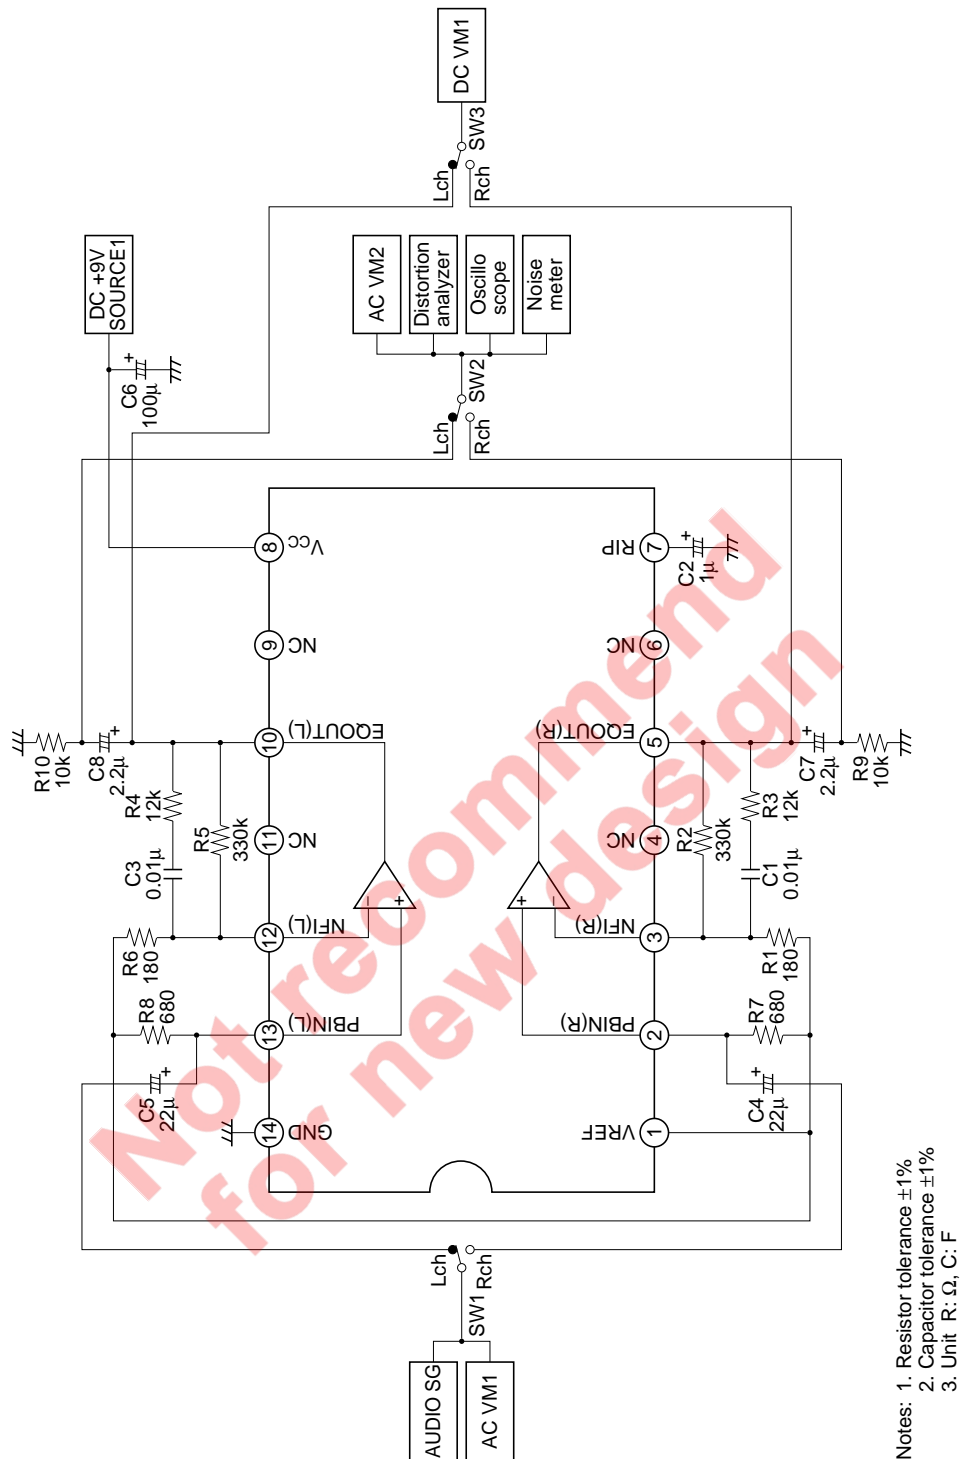 AUDIO SG
AC VM1
SW1
Lch
Rch
C5
22μ
R8
680
R6
180
C3
0.01μ
R4
12k
R5
330k
C8
2.2μ
R10
10k
C6
100μ
DC +9V
SOURCE1
14
GND
13
PBIN(L)
12
NFI(L)
11
NC
10
EQOUT(L)
9
NC
8
VCC
1
VREF
2
PBIN(R)
3
NFI(R)
4
NC
5
EQOUT(R)
6
NC
7
RIP
C4
22μ
R7
680
R1
180
C1
0.01μ
R3
12k
R2
330k
C7
2.2μ
R9
10k
C2
1μ
Lch
Rch
SW2
AC VM2
Distortion
analyzer
Oscillo
scope
Noise
meter
Lch
Rch
SW3
DC VM1
Notes: 1. Resistor tolerance ±1%
2. Capacitor tolerance ±1%
3. Unit R: Ω, C: F
Not recommend
for new design